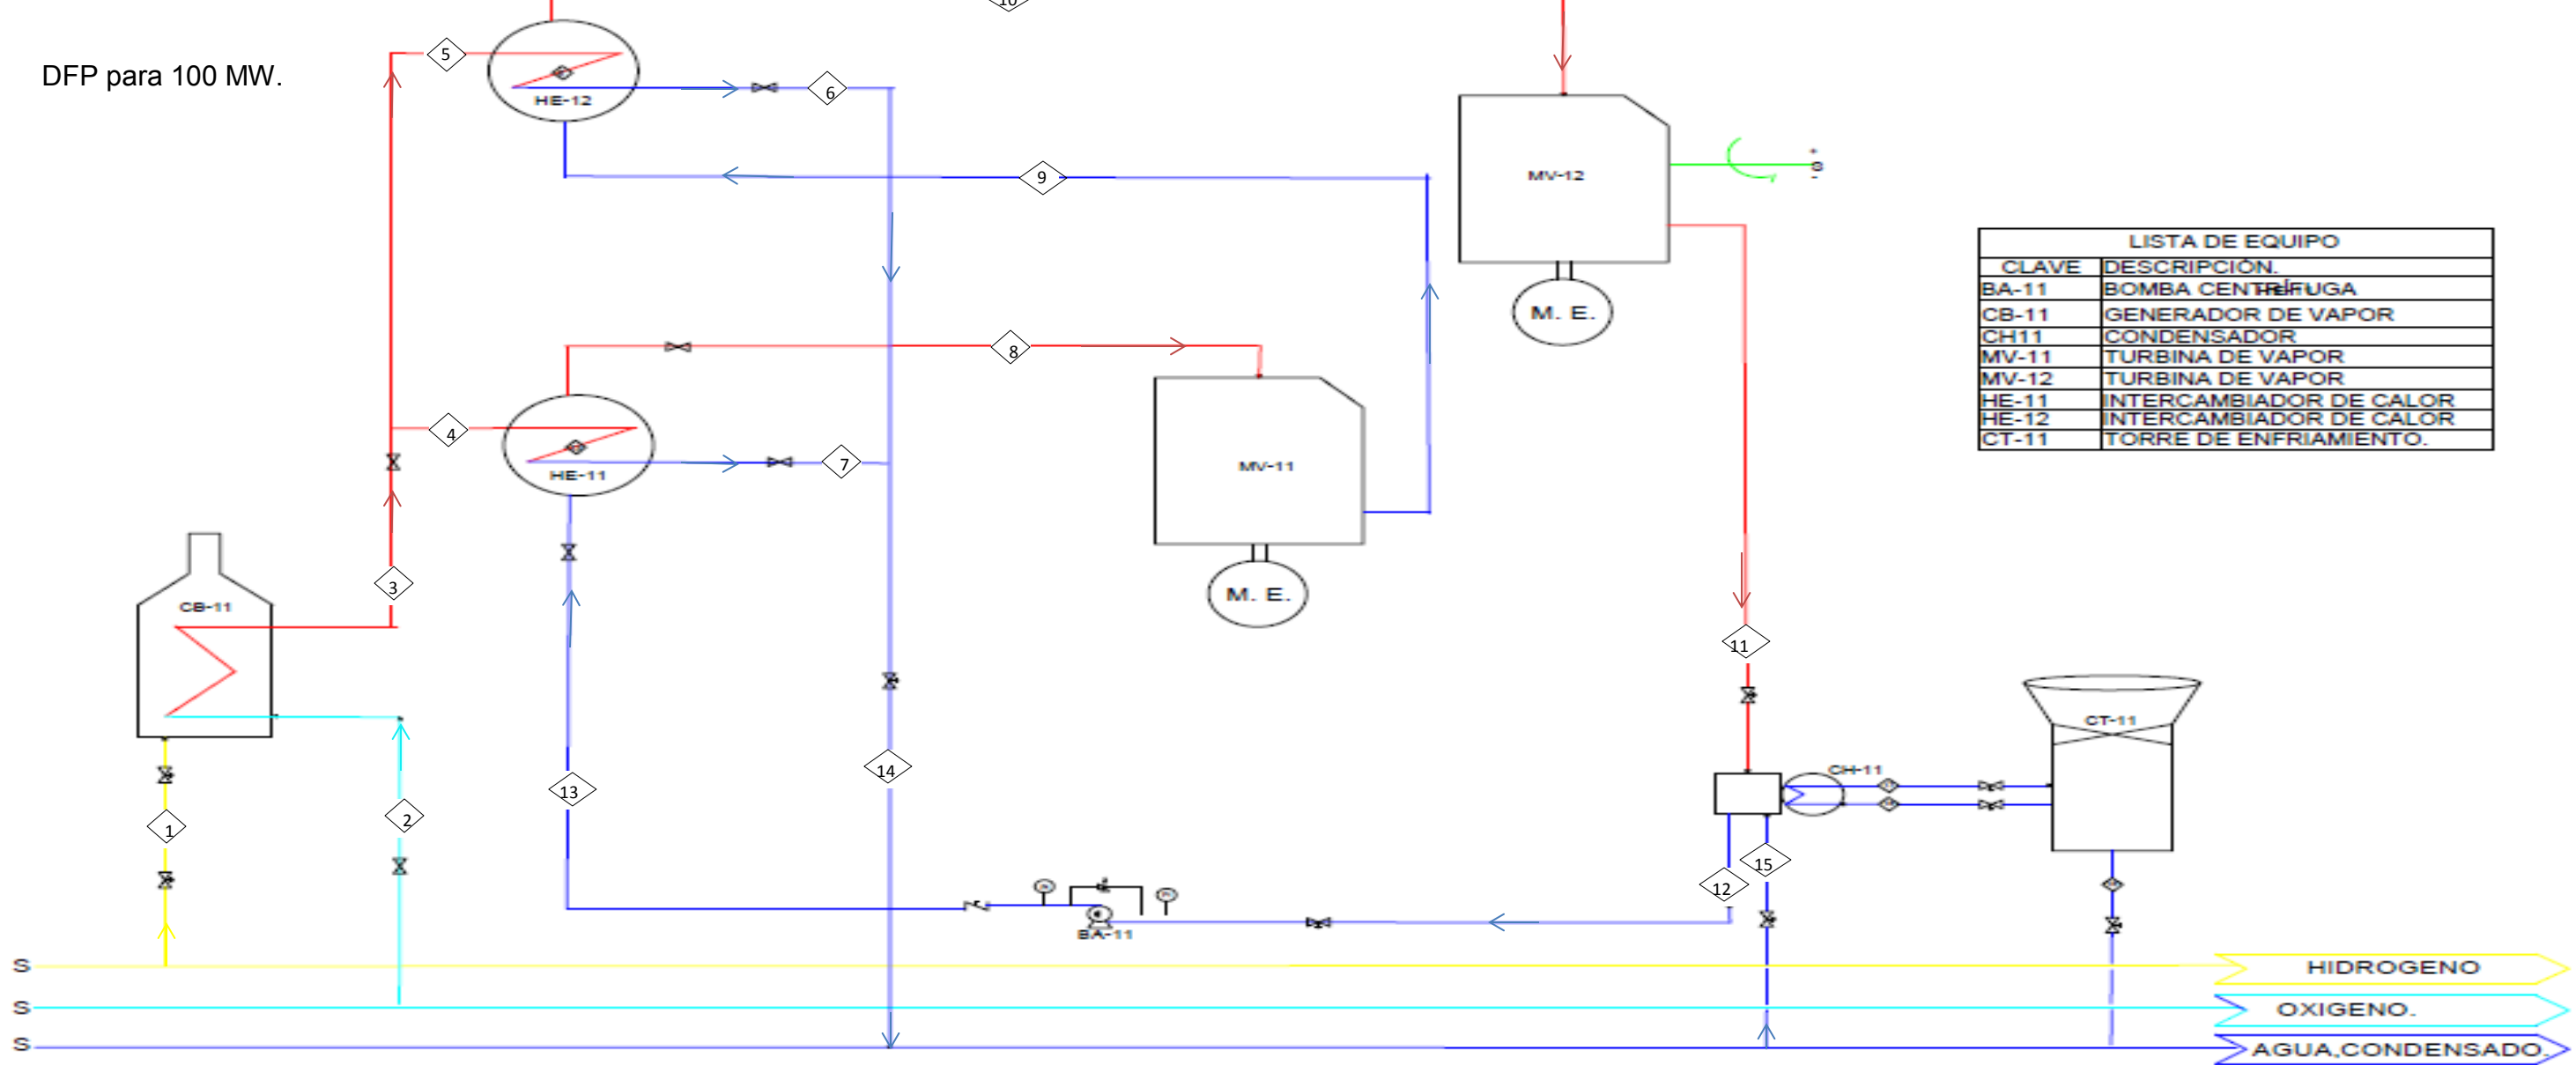 10
5
DFP para 100 MW.
6
HE-12
9
MV-12
S
M. E.
LISTA DE EQUIPO
CLAVE DESCRIPCIÓN.
BA-11 BOMBA CENTRÍFUGA
CB-11 GENERADOR DE VAPOR
CH11 CONDENSADOR
MV-11 TURBINA DE VAPOR
MV-12 TURBINA DE VAPOR
HE-11 INTERCAMBIADOR DE CALOR
HE-12 INTERCAMBIADOR DE CALOR
CT-11 TORRE DE ENFRIAMIENTO.
8
4
7
HE-11
MV-11
3
M. E.
CB-11
11
CT-11
14
CH-11
13
1
2
15
12
BA-11
S HIDROGENO
S OXIGENO.
S AGUA,CONDENSADO.